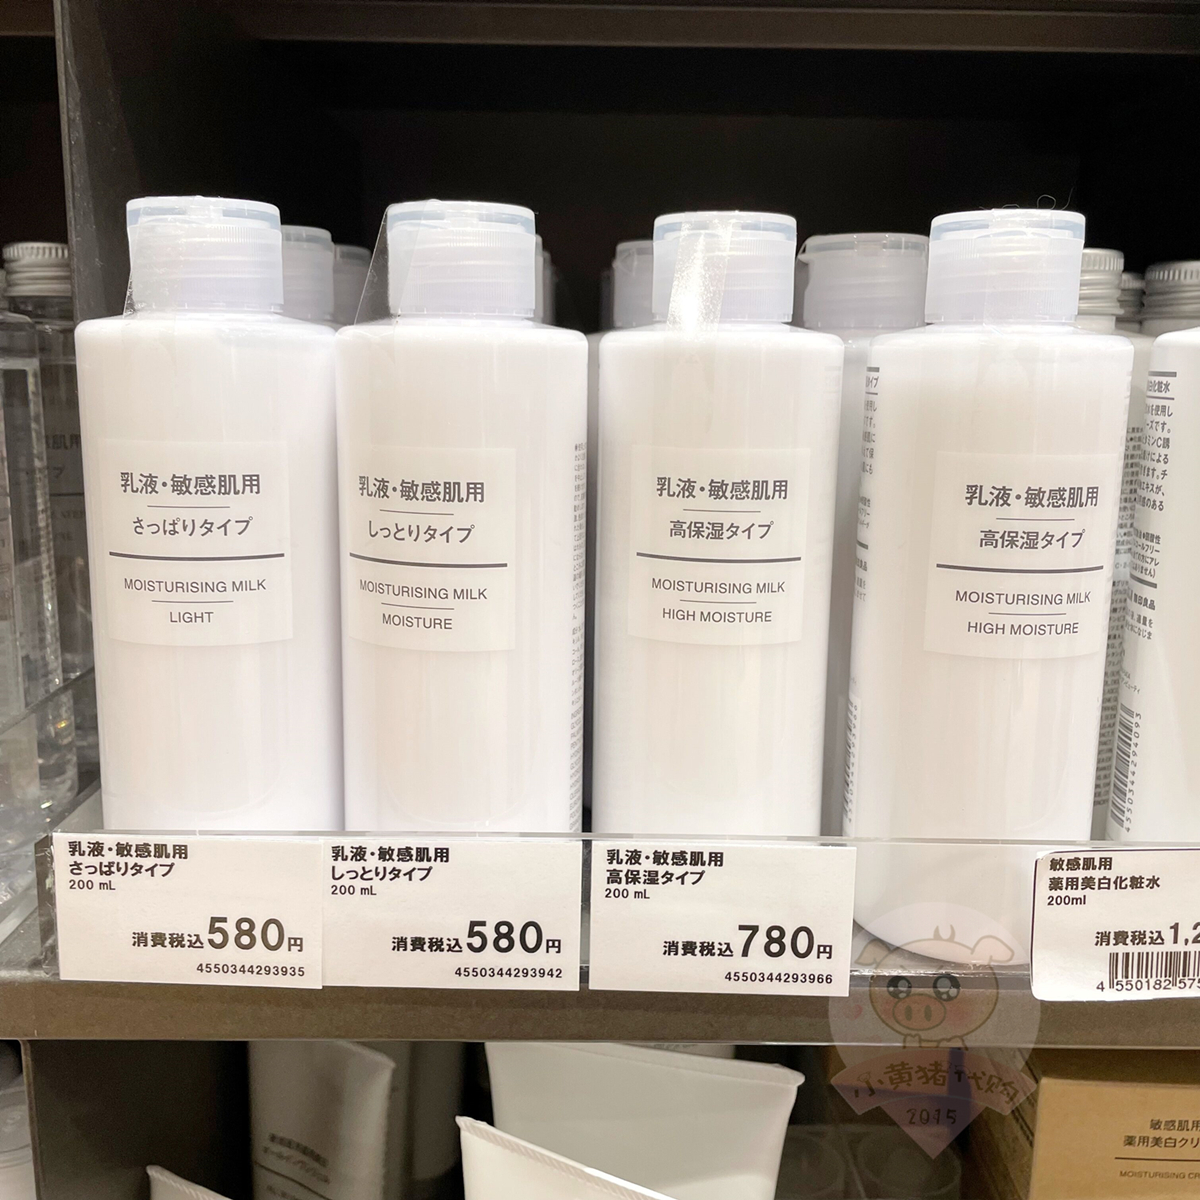 乳液・敏感肌用
さっぱりタイプ
MOISTURISING MILK
LIGHT
乳液・敏感肌用
しっとりタイプ
MOISTURISING MILK
MOISTURE
乳液・敏感肌用
高保湿タイプ
MOISTURISING MILK
HIGH MOISTURE
乳液・敏感肌用
高保湿タイプ
MOISTURISING MILK
HIGH MOISTURE
乳液・敏感肌用
さっぱりタイプ
200 mL
消費税込580円
4550344293935
乳液・敏感肌用
しっとりタイプ
200 mL
消費税込580円
4550344293942
乳液・敏感肌用
高保湿タイプ
200 mL
消費税込780円
4550344293966
敏感肌用
薬用美白化粧水
200ml
消費税込1,2
4 550182 575
4550344294093
小黄猪代购
2015
敏感肌用
薬用美白クリ
MOISTURISING CR